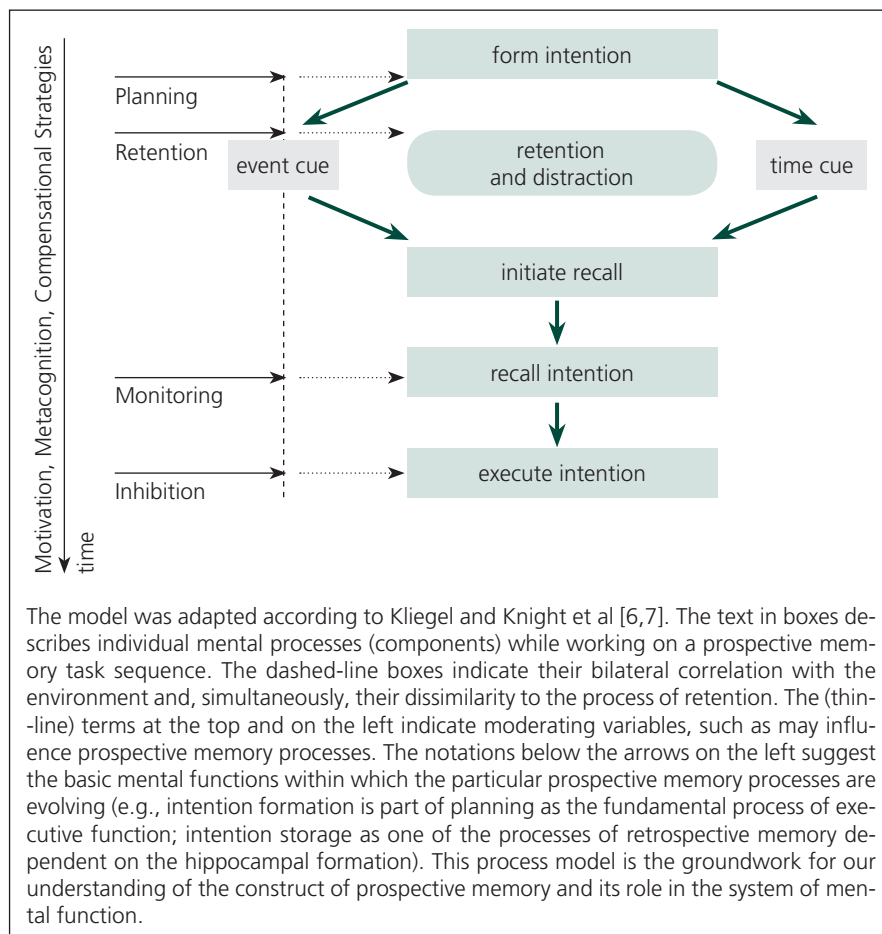 form intention
Planning
Retention
event cue
retention
and distraction
time cue
initiate recall
recall intention
Monitoring
execute intention
Inhibition
Motivation, Metacognition, Compensational Strategies
time
The model was adapted according to Kliegel and Knight et al [6,7]. The text in boxes de-
scribes individual mental processes (components) while working on a prospective mem-
ory task sequence. The dashed-line boxes indicate their bilateral correlation with the
environment and, simultaneously, their dissimilarity to the process of retention. The (thin-
-line) terms at the top and on the left indicate moderating variables, such as may influ-
ence prospective memory processes. The notations below the arrows on the left suggest
the basic mental functions within which the particular prospective memory processes are
evolving (e.g., intention formation is part of planning as the fundamental process of exe-
cutive function; intention storage as one of the processes of retrospective memory de-
pendent on the hippocampal formation). This process model is the groundwork for our
understanding of the construct of prospective memory and its role in the system of men-
tal function.